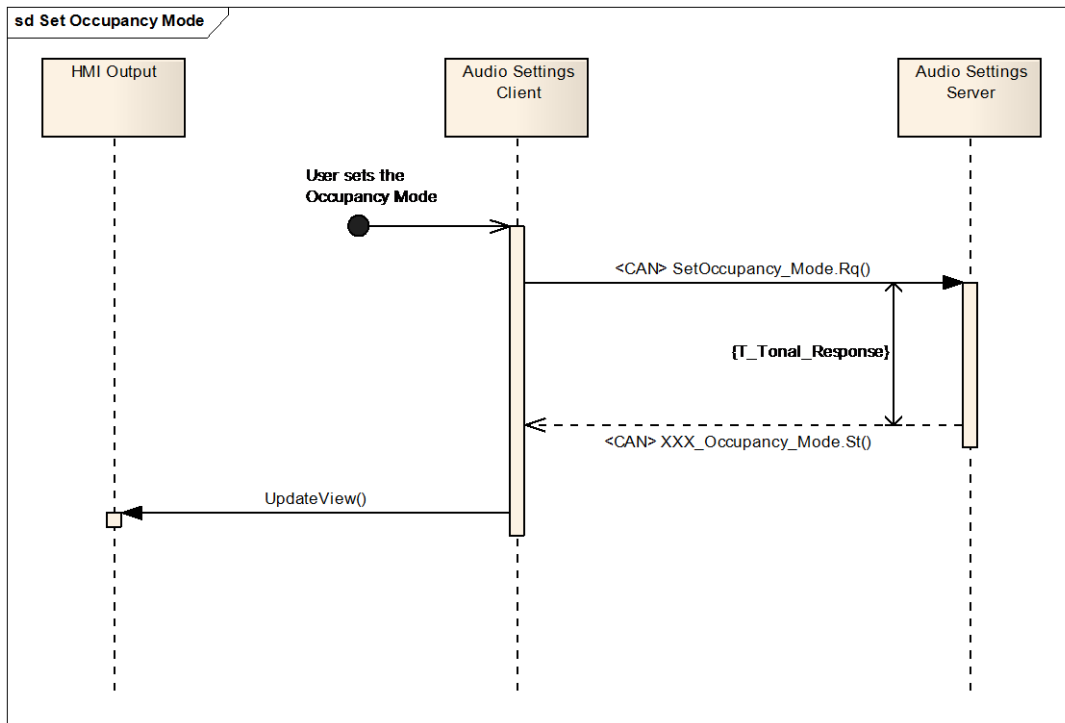 sd Set Occupancy Mode
HMI Output
Audio Settings
Client
Audio Settings
Server
User sets the
Occupancy Mode
<CAN> SetOccupancy_Mode.Rq()
{T_Tonal_Response}
<CAN> XXX_Occupancy_Mode.St()
UpdateView()